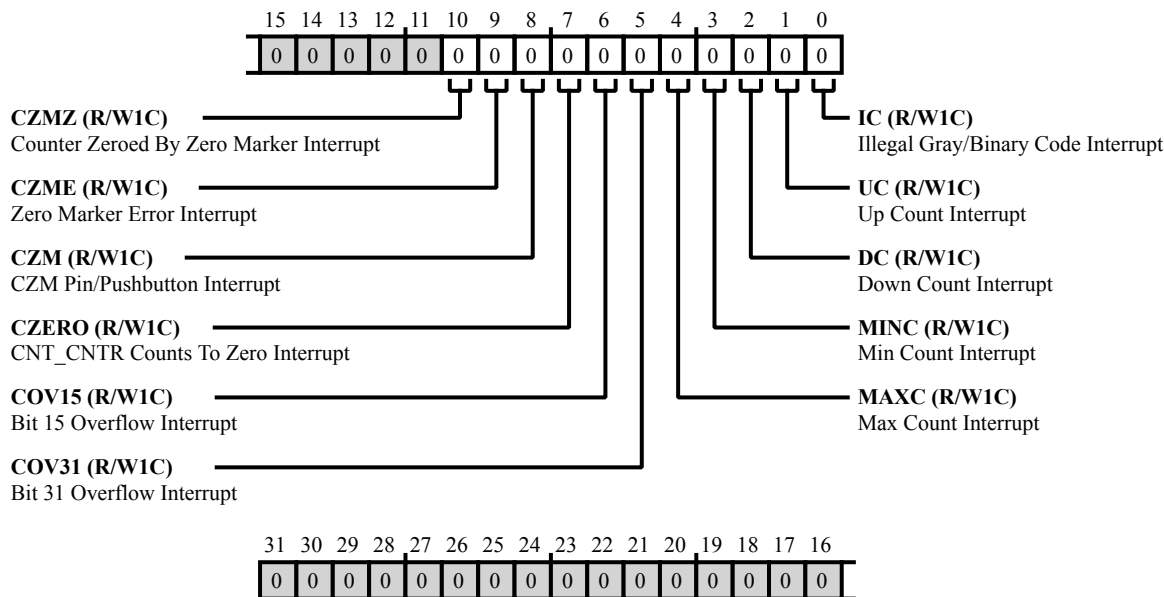 15 14 13 12 11 10 9 8 7 6 5 4 3 2 1 0
0 0 0 0 0 0 0 0 0 0 0 0 0 0 0 0
CZMZ (R/W1C)
Counter Zeroed By Zero Marker Interrupt
CZME (R/W1C)
Zero Marker Error Interrupt
CZM (R/W1C)
CZM Pin/Pushbutton Interrupt
CZERO (R/W1C)
CNT_CNTR Counts To Zero Interrupt
COV15 (R/W1C)
Bit 15 Overflow Interrupt
COV31 (R/W1C)
Bit 31 Overflow Interrupt
IC (R/W1C)
Illegal Gray/Binary Code Interrupt
UC (R/W1C)
Up Count Interrupt
DC (R/W1C)
Down Count Interrupt
MINC (R/W1C)
Min Count Interrupt
MAXC (R/W1C)
Max Count Interrupt
31 30 29 28 27 26 25 24 23 22 21 20 19 18 17 16
0 0 0 0 0 0 0 0 0 0 0 0 0 0 0 0